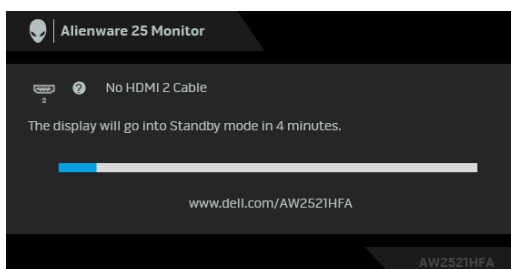 Alienware 25 Monitor
2
? No HDMI 2 Cable
The display will go into Standby mode in 4 minutes.
www.dell.com/AW2521HFA
AW2521HFA